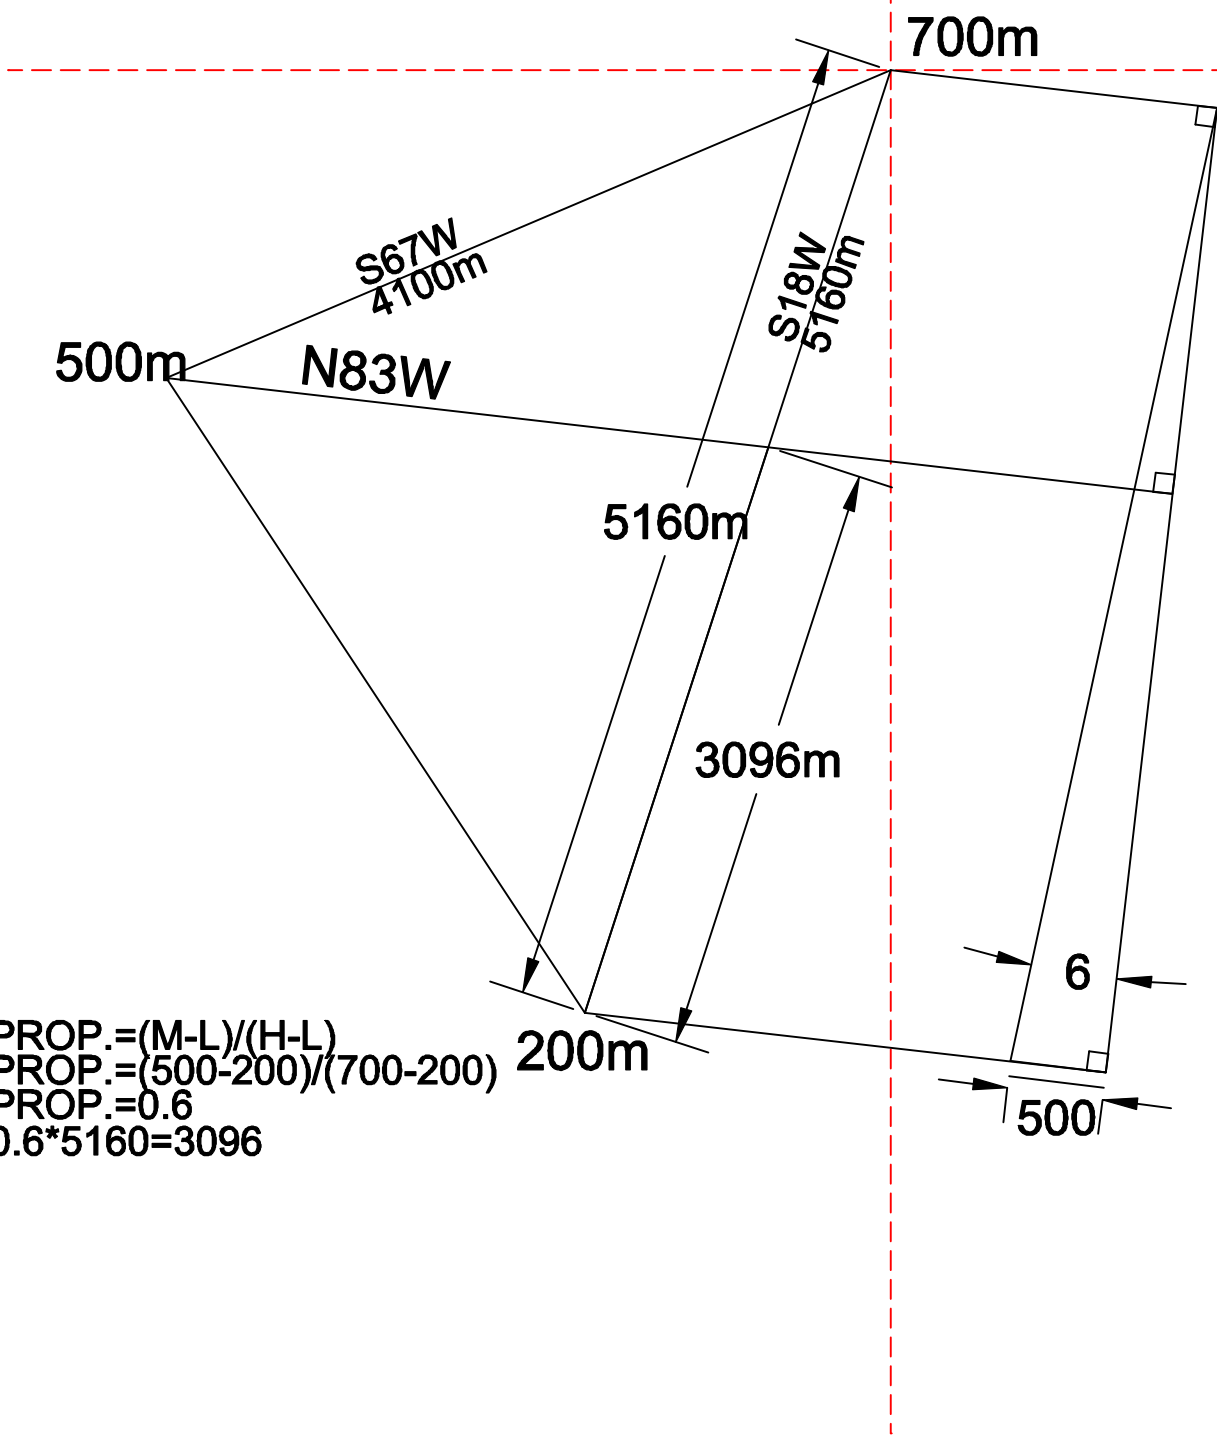 700m
S67W
4100m
S18W
5160m
500m
N83W
5160m
3096m
6
PROP.=(M-L)/(H-L)
PROP.=(500-200)/(700-200)
PROP.=0.6
0.6*5160=3096
200m
500